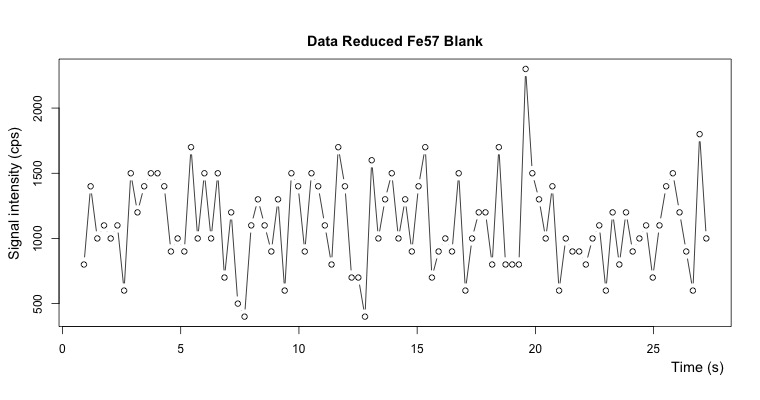 Data Reduced Fe57 Blank
Signal intensity (cps)
2000
1500
1000
500
0 5 10 15 20 25
Time (s)